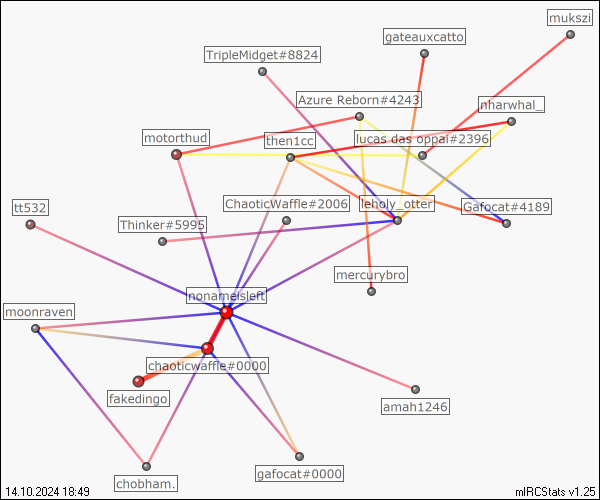 mukszi
gateauxcatto
TripleMidget#8824
Azure Reborn#4243
nharwhal_
motorthud
then1cc
lucas das oppai#2396
tt532
ChaoticWaffle#2006
leholy_otter
Gafocat#4189
Thinker#5995
mercurybro
nonameisleft
moonraven
chaoticwaffle#0000
fakedingo
amah1246
gafocat#0000
chobham.
14.10.2024 18:49
mIRCStats v1.25